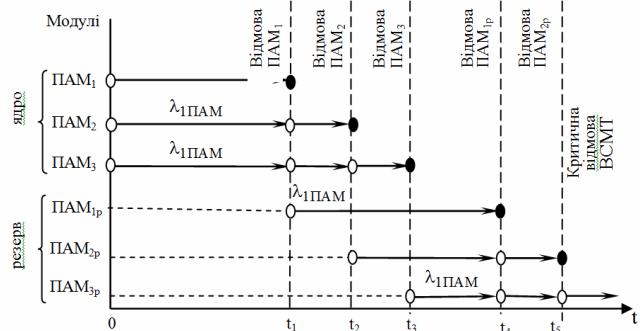 Модулі
Відмова
ПАМ1
Відмова
ПАМ2
Відмова
ПАМ3
Відмова
ПАМ1р
Відмова
ПАМ2р
Критична
відмова
ВСМТ
ядро
ПАМ1
ПАМ2
λ1ПАМ
ПАМ3
λ1ПАМ
резерв
ПАМ1р
λ1ПАМ
ПАМ2р
ПАМ3р
λ1ПАМ
0
t1
t2
t3
t4
t5
t